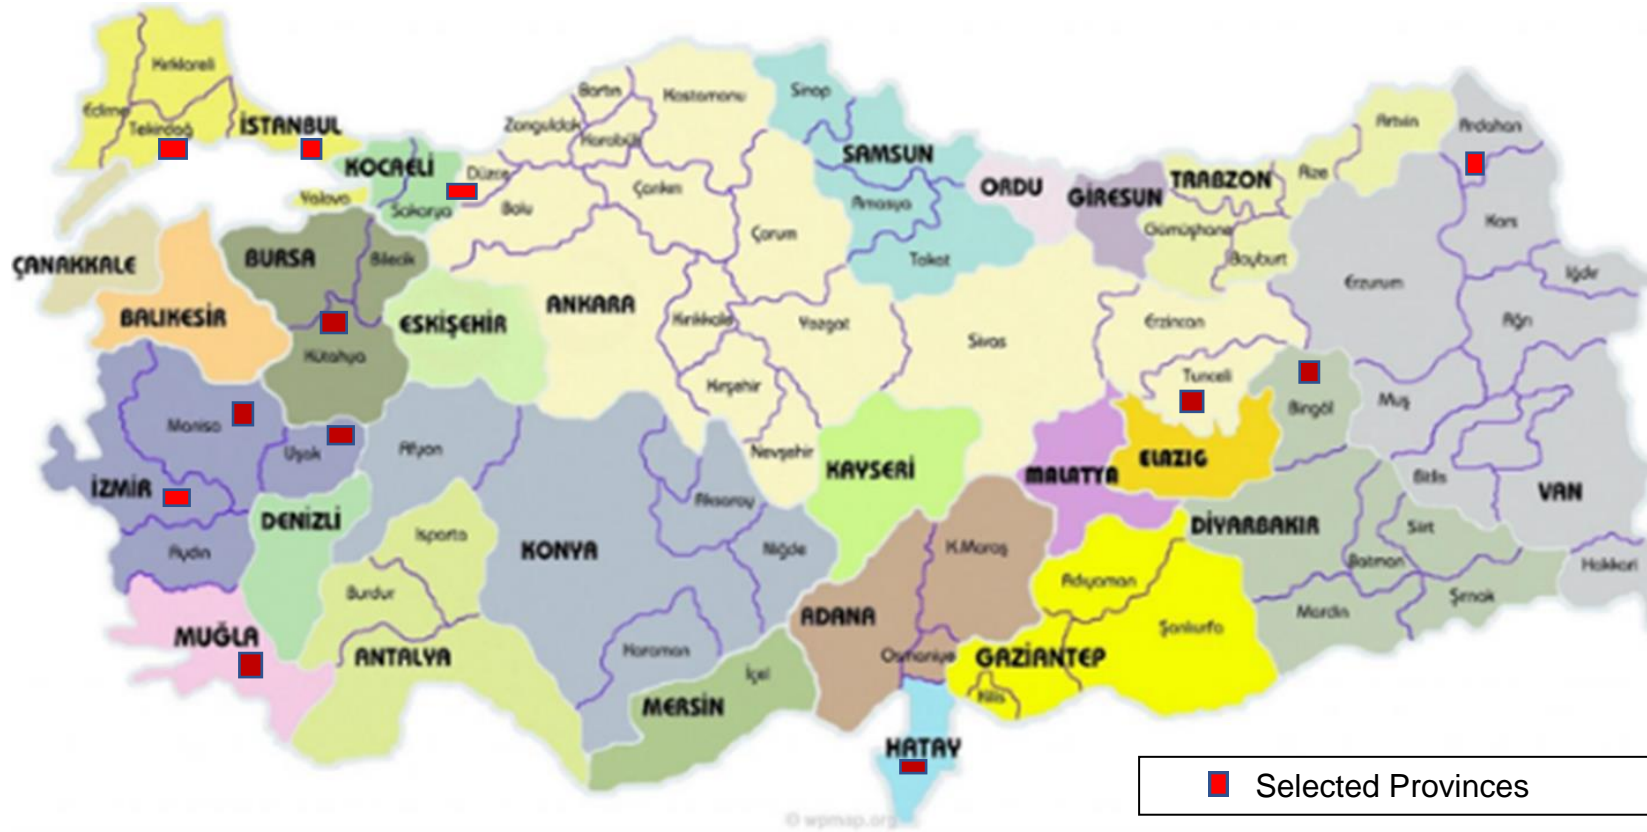 Kırklareli
Edirne
Tekirdağ
İSTANBUL
KOCAELİ
Yalova
Sakarya
Düzce
Bolu
Zonguldak
Bartın
Karabük
Kastamonu
Çankırı
Çorum
Sinop
SAMSUN
Amasya
Tokat
ORDU
GİRESUN
TRABZON
Rize
Artvin
Ardahan
Gümüşhane
Bayburt
Kars
Iğdır
Erzurum
Ağrı
ÇANAKKALE
BALIKESİR
BURSA
Bilecik
Kütahya
ESKİŞEHİR
ANKARA
Kırıkkale
Yozgat
Kırşehir
Nevşehir
Sivas
Erzincan
Tunceli
Bingöl
Muş
Bitlis
VAN
Hakkari
Manisa
Uşak
Afyon
İZMİR
Aydın
DENİZLİ
MUĞLA
Isparta
Burdur
ANTALYA
KONYA
Aksaray
Niğde
Karaman
MERSİN
İçel
KAYSERİ
MALATYA
ELAZIG
DİYARBAKIR
Siirt
Batman
Mardin
Şırnak
ADANA
K.Maraş
Osmaniye
Adıyaman
Şanlıurfa
GAZİANTEP
Kilis
HATAY
Selected Provinces
© wpmap.org